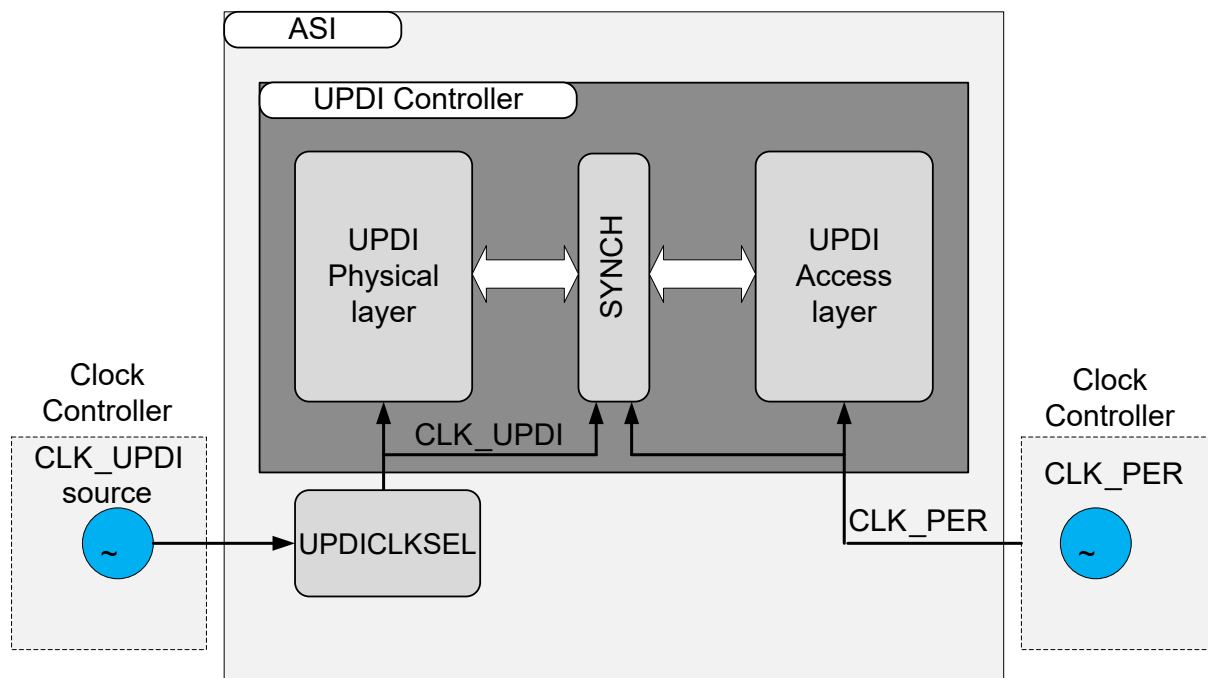 ASI
UPDI Controller
UPDI
Physical
layer
SYNCH
UPDI
Access
layer
Clock
Controller
CLK_UPDI
source
~
CLK_UPDI
UPDICLKSEL
CLK_PER
Clock
Controller
CLK_PER
~